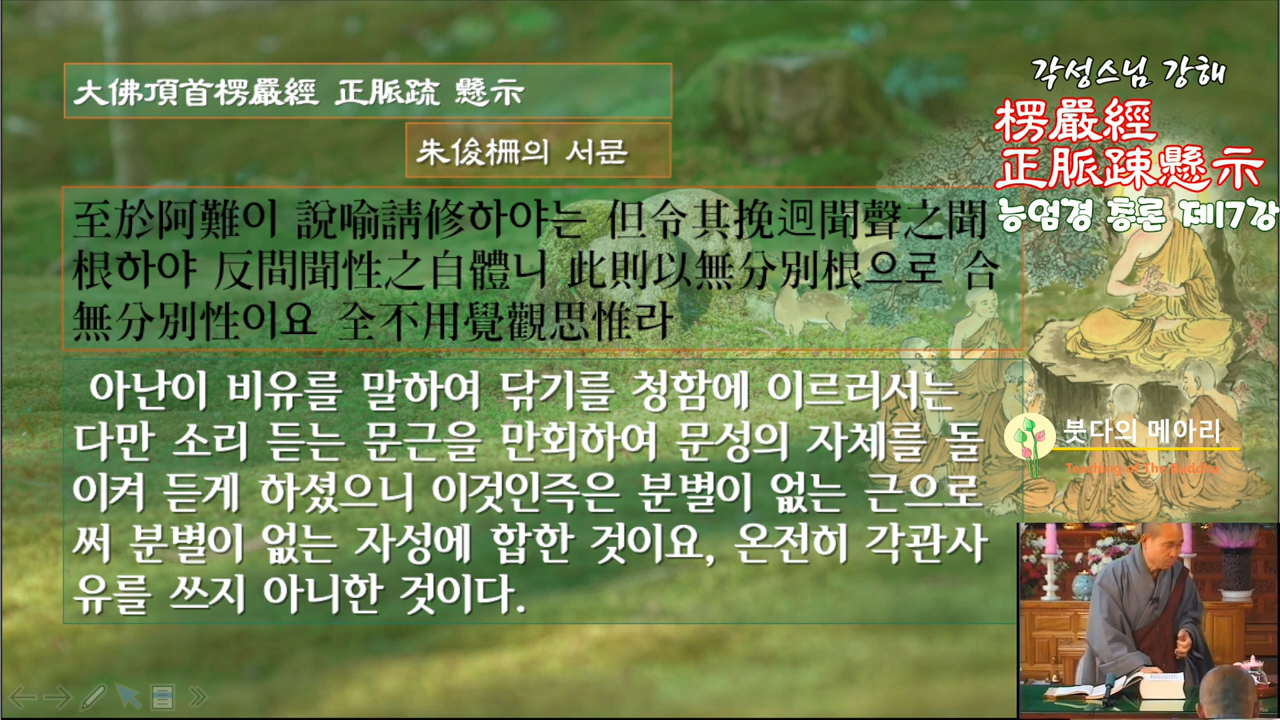 大佛頂首楞嚴經 正脈疏 懸示
朱俊柵의 서문
至於阿難이 說喻請修하야는 但令其挽迴聞聲之聞
根하야 反間聞性之自體니 此則以無分別根으로 合
無分別性이요 全不用覺觀思惟라
아난이 비유를 말하여 닦기를 청함에 이르러서는
다만 소리 듣는 문근을 만회하여 문성의 자체를 돌
이켜 듣게 하셨으니 이것인즉은 분별이 없는 근으로
써 분별이 없는 자성에 합한 것이요, 온전히 각관사
유를 쓰지 아니한 것이다.
각성스님 강해
楞嚴經
正脈疎懸示
능엄경 총론 제17강
붓다의 메아리
Teaching of The Buddha